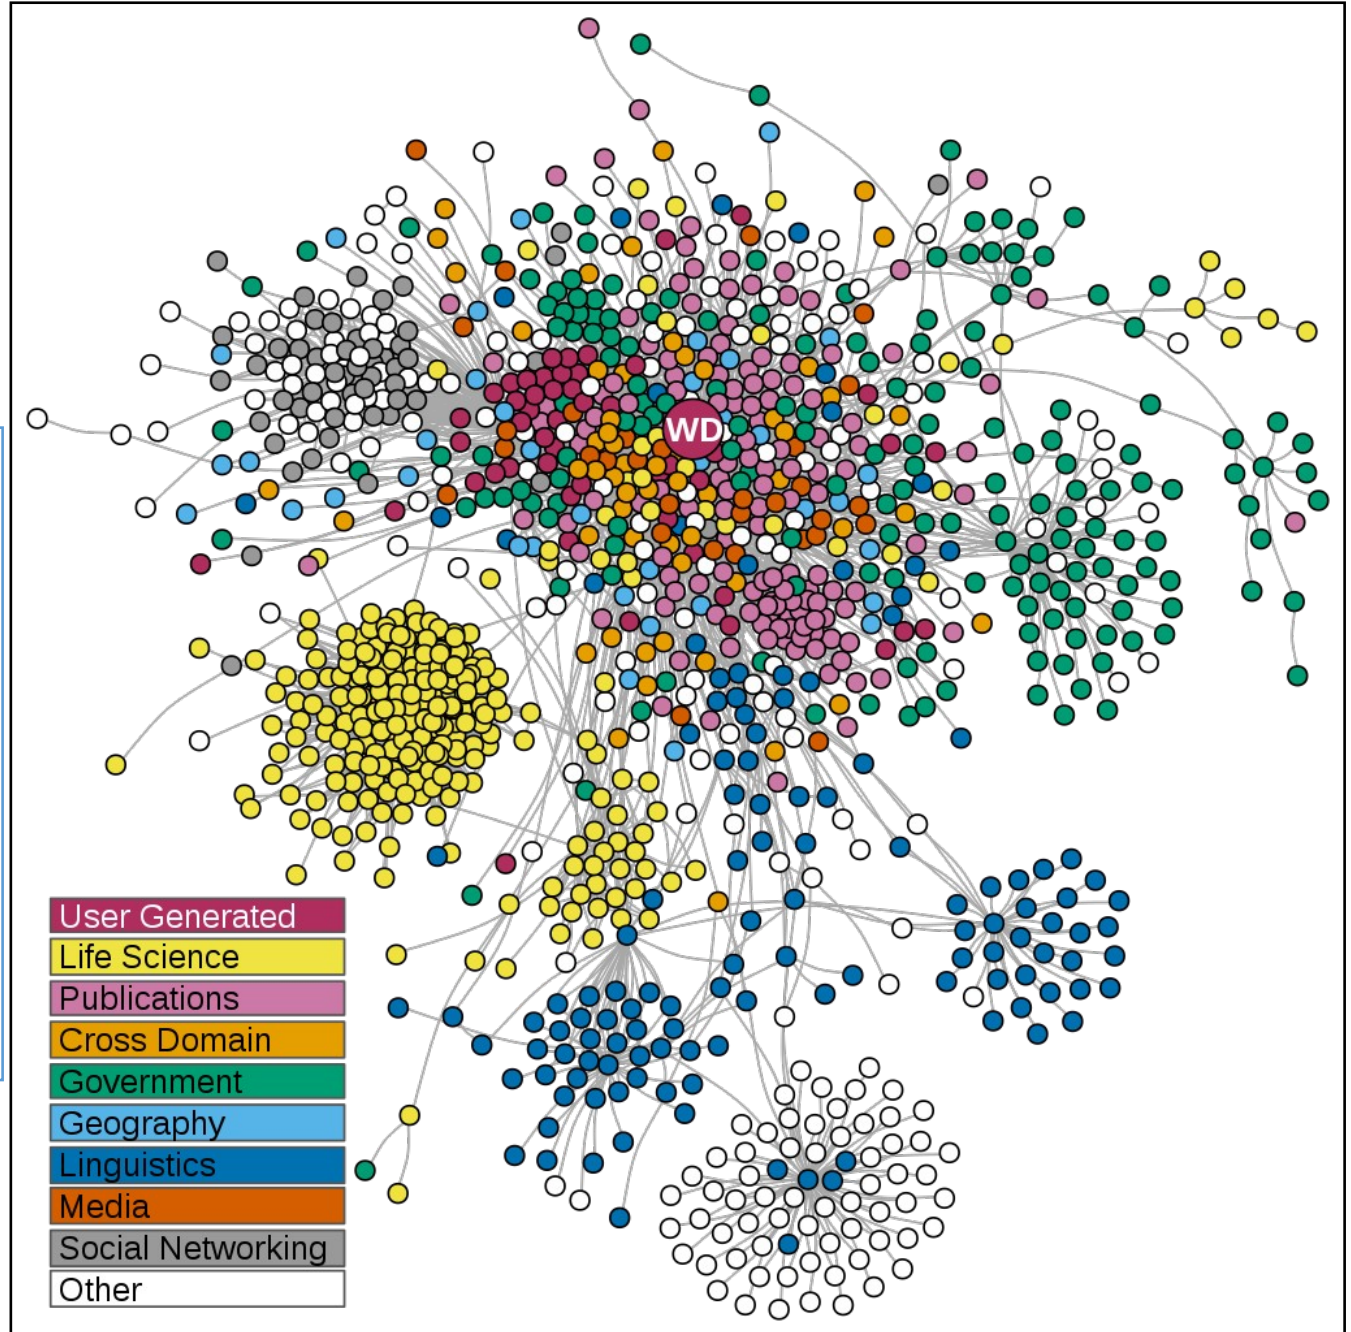 WD
User Generated
Life Science
Publications
Cross Domain
Government
Geography
Linguistics
Media
Social Networking
Other